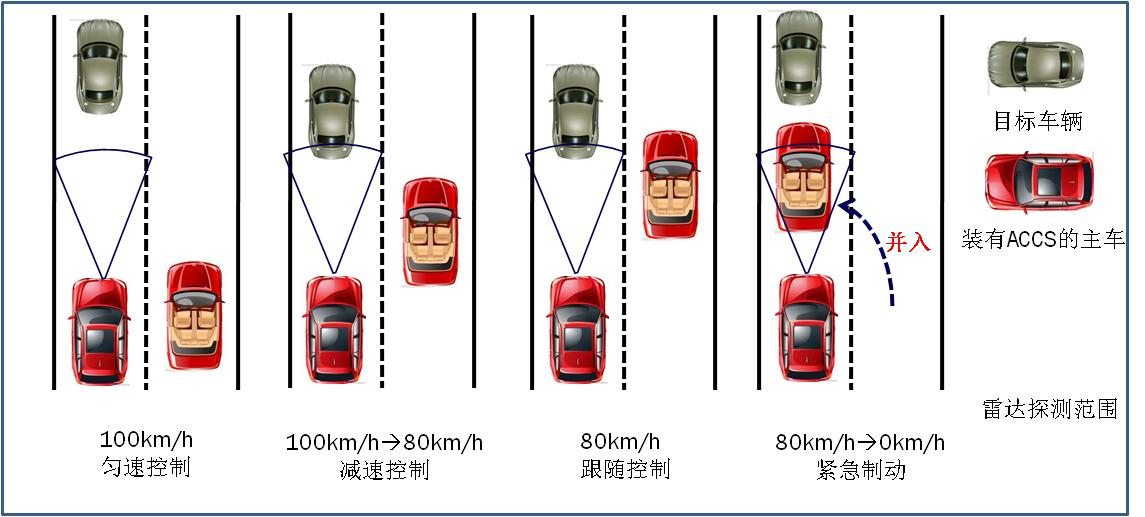 目标车辆
并入
装有ACCS的主车
雷达探测范围
100km/h
匀速控制
100km/h→80km/h
减速控制
80km/h
跟随控制
80km/h→0km/h
紧急制动